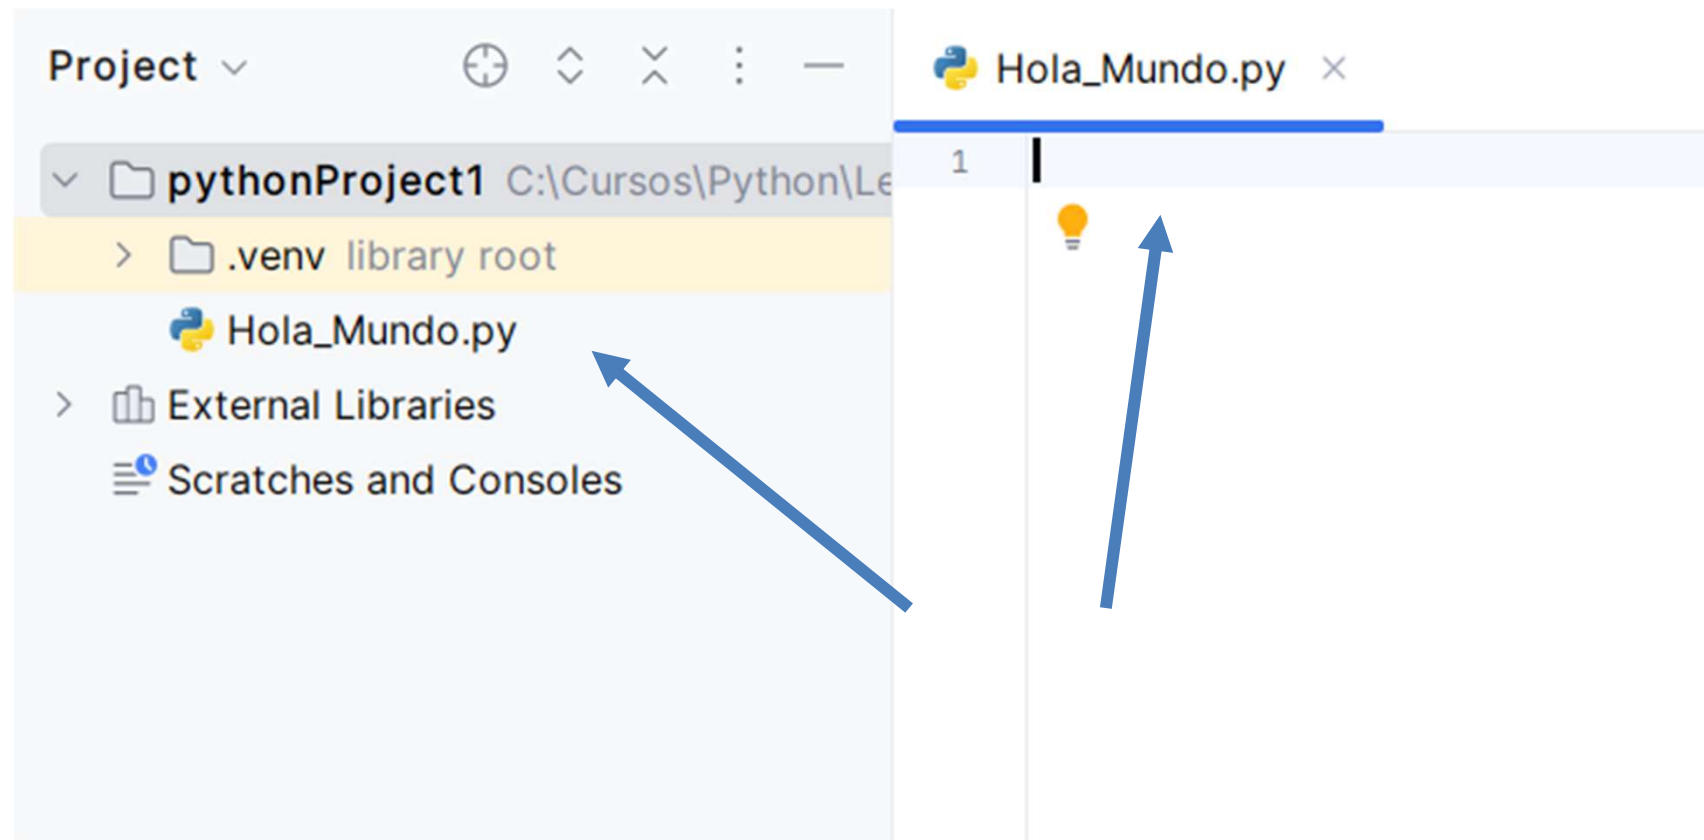 Project
pythonProject1 C:\Cursos\Python\Le
.venv library root
Hola_Mundo.py
External Libraries
Scratches and Consoles
Hola_Mundo.py
1